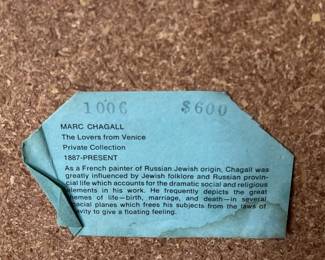 1006 $600
MARC CHAGALL
The Lovers from Venice
Private Collection
1887-PRESENT
As a French painter of Russian Jewish origin, Chagall was
greatly influenced by Jewish folklore and Russian provin-
cial life which accounts for the dramatic social and religious
elements in his work. He frequently depicts the great
themes of life—birth, marriage, and death—in several
spacial planes which frees his subjects from the laws of
gravity to give a floating feeling.